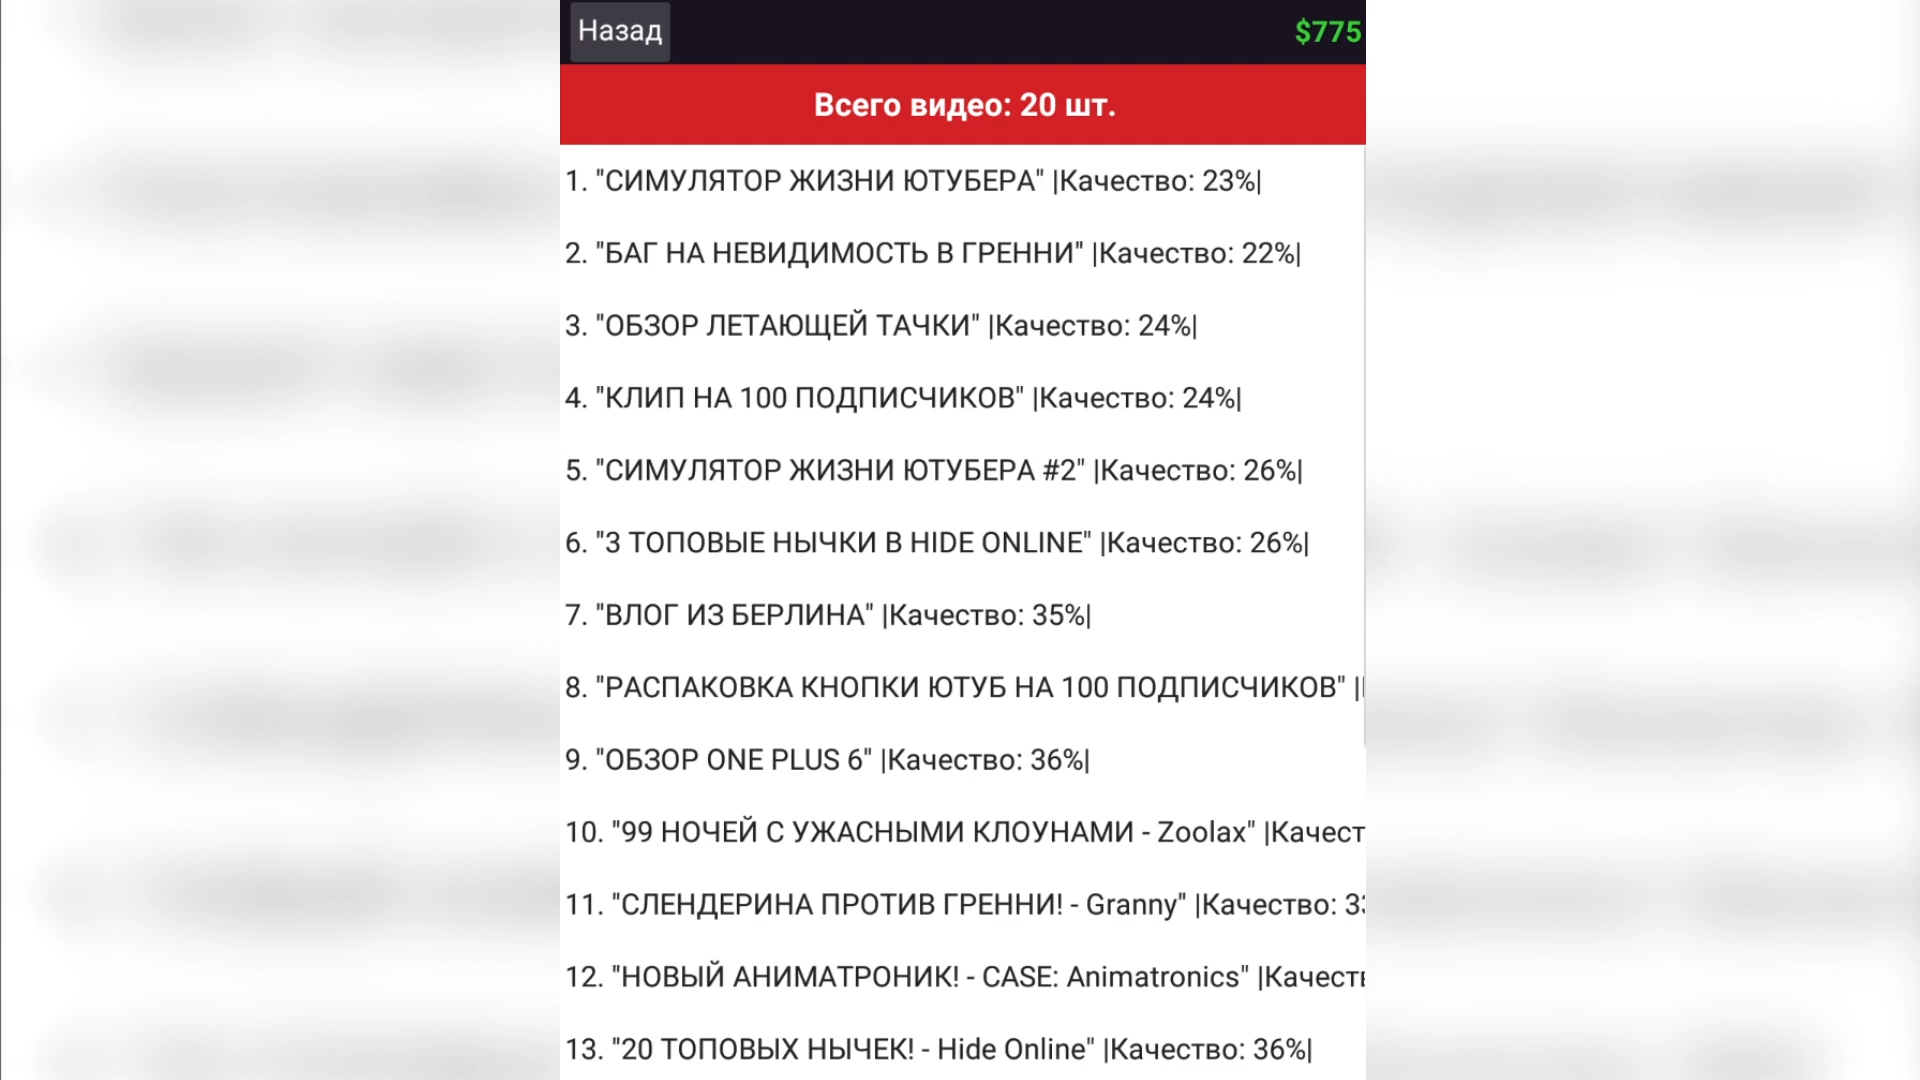 Назад
$775
Всего видео: 20 шт.
1. "СИМУЛЯТОР ЖИЗНИ ЮТУБЕРА" |Качество: 23%|
2. "БАГ НА НЕВИДИМОСТЬ В ГРЕННИ" |Качество: 22%|
3. "ОБЗОР ЛЕТАЮЩЕЙ ТАЧКИ" |Качество: 24%|
4. "КЛИП НА 100 ПОДПИСЧИКОВ" |Качество: 24%|
5. "СИМУЛЯТОР ЖИЗНИ ЮТУБЕРА #2" |Качество: 26%|
6. "3 ТОПОВЫЕ НЫЧКИ В HIDE ONLINE" |Качество: 26%|
7. "ВЛОГ ИЗ БЕРЛИНА" |Качество: 35%|
8. "РАСПАКОВКА КНОПКИ ЮТУБ НА 100 ПОДПИСЧИКОВ" |
9. "ОБЗОР ONE PLUS 6" |Качество: 36%|
10. "99 НОЧЕЙ С УЖАСНЫМИ КЛОУНАМИ - Zoolax" |Качест
11. "СЛЕНДЕРИНА ПРОТИВ ГРЕННИ! - Granny" |Качество: 33
12. "НОВЫЙ АНИМАТРОНИК! - CASE: Animatronics" |Качеств
13. "20 ТОПОВЫХ НЫЧЕК! - Hide Online" |Качество: 36%|